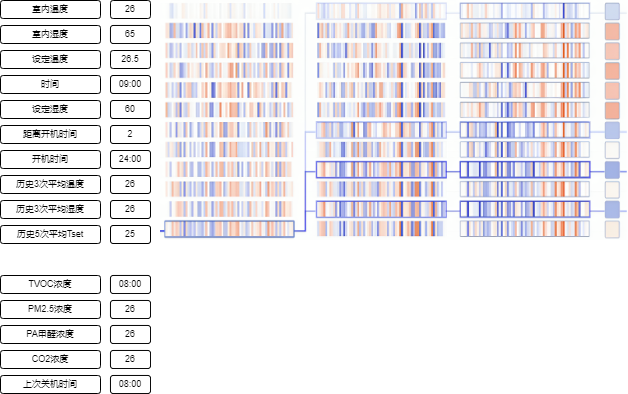 室内温度 26
室内湿度 65
设定温度 26.5
时间 09:00
设定湿度 60
距离开机时间 2
开机时间 24:00
历史3次平均温度 26
历史3次平均湿度 26
历史5次平均Tset 25
TVOC浓度 08:00
PM2.5浓度 26
PA甲醛浓度 26
CO2浓度 26
上次关机时间 08:00